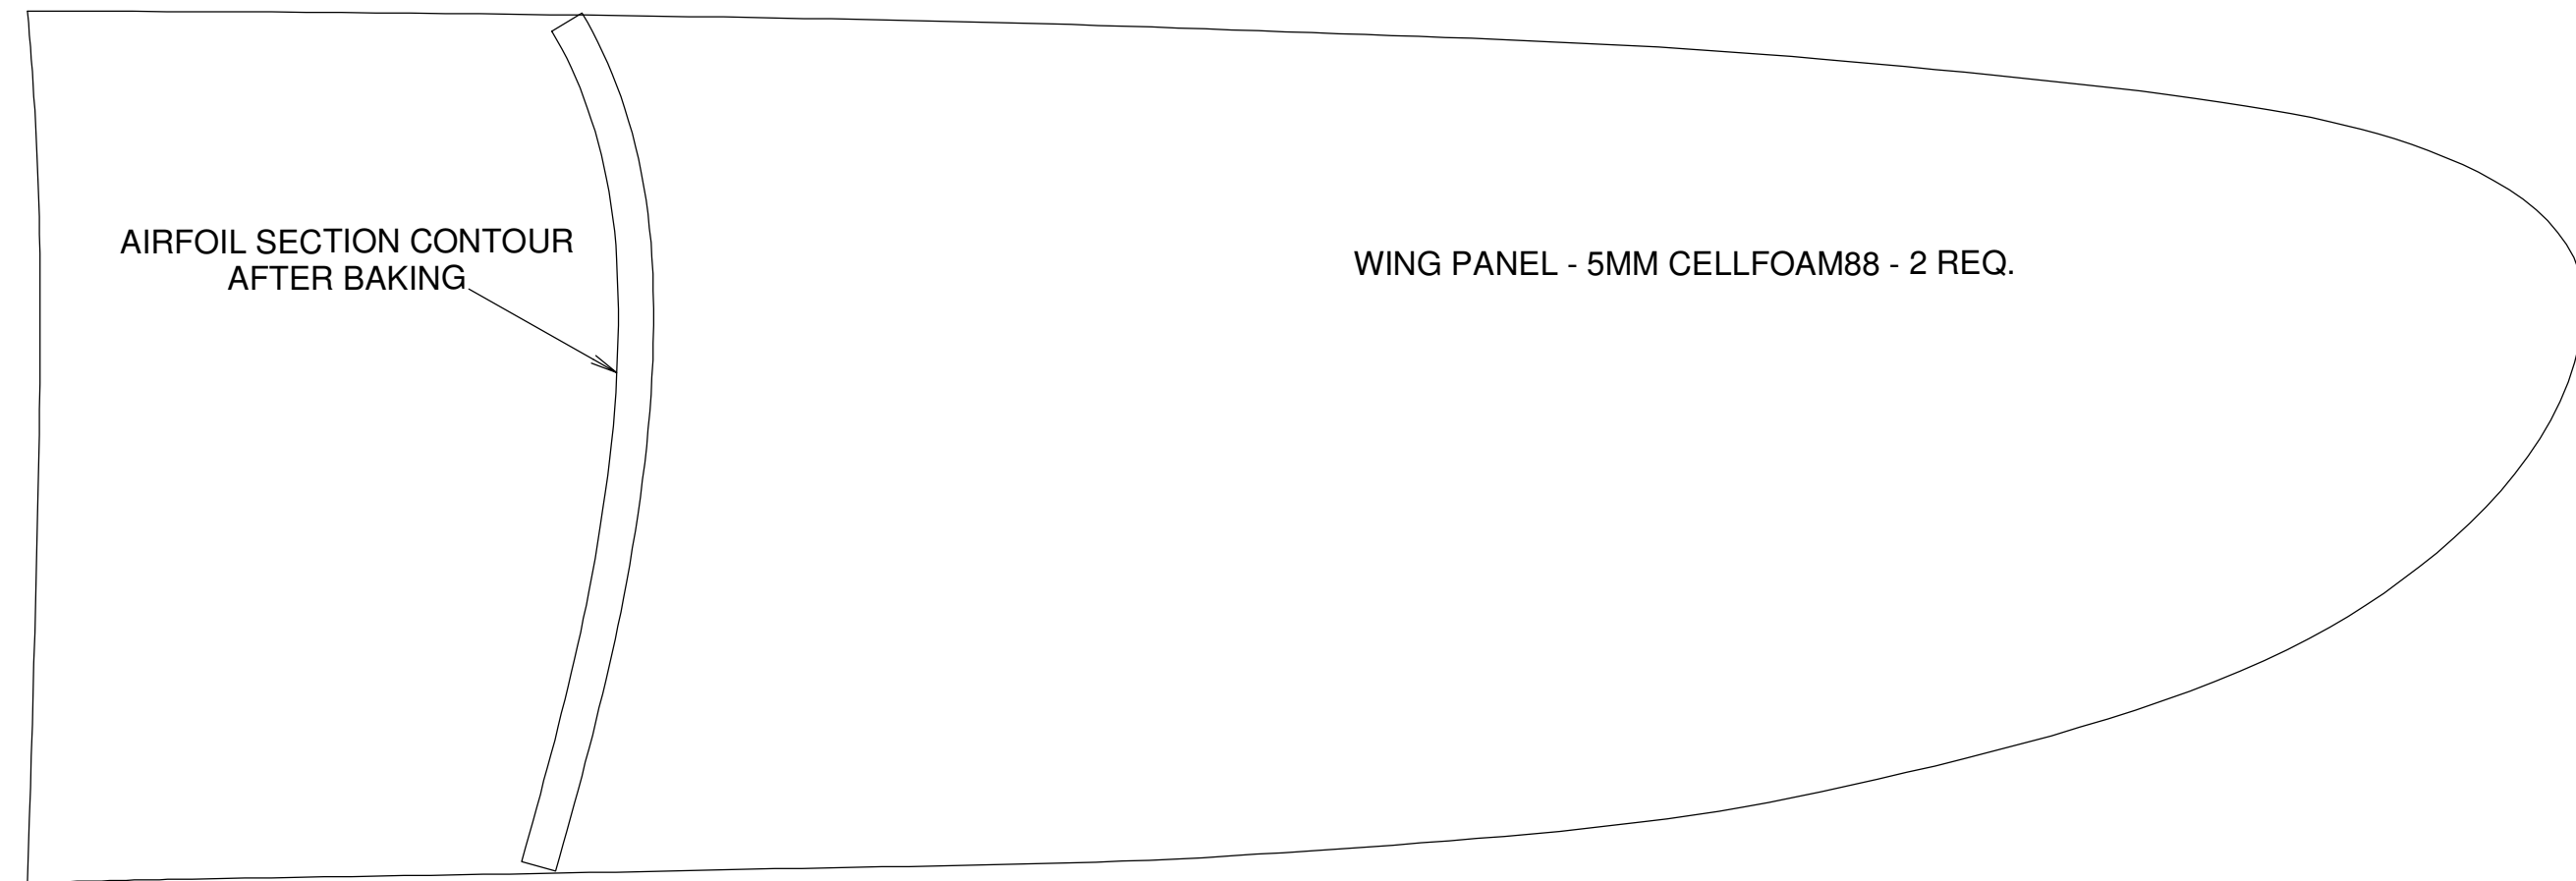 AIRFOIL SECTION CONTOUR
AFTER BAKING
WING PANEL - 5MM CELLFOAM88 - 2 REQ.